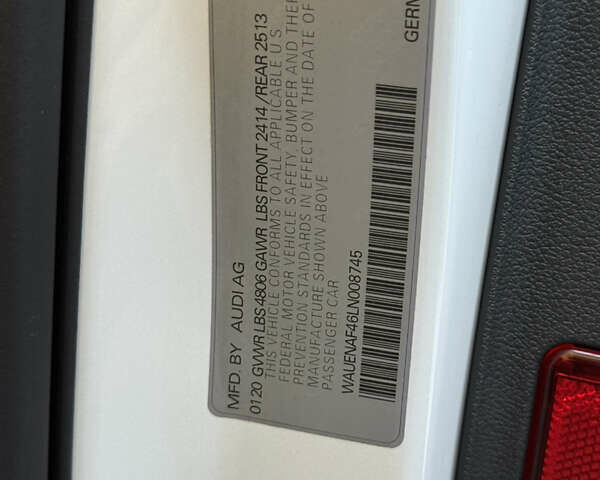 MFD. BY AUDI AG
0120 GVWR LBS 4806 GAWR LBS FRONT 2414 / REAR 2513
THIS VEHICLE CONFORMS TO ALL APPLICABLE U S
FEDERAL MOTOR VEHICLE SAFETY, BUMPER AND THEF
PREVENTION STANDARDS IN EFFECT ON THE DATE OF
MANUFACTURE SHOWN ABOVE
PASSENGER CAR
WAUENAF46LN008745
GERM